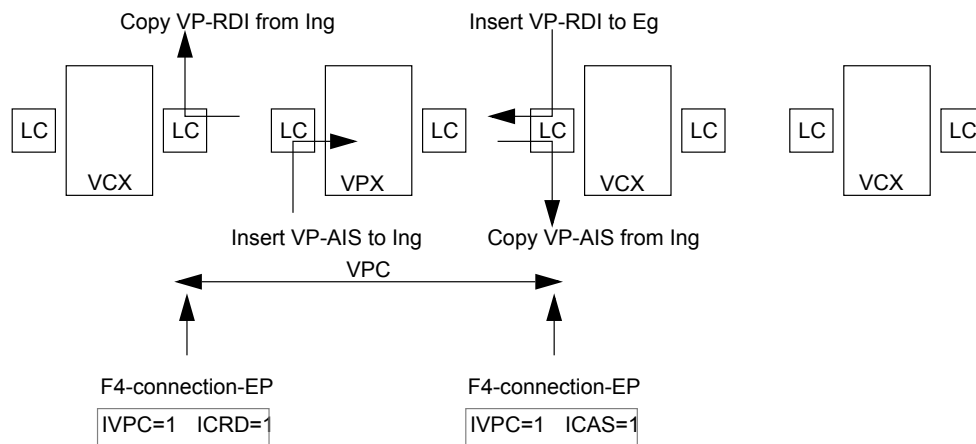 Copy VP-RDI from Ing
Insert VP-RDI to Eg
LC
LC
LC
LC
LC
LC
LC
LC
VCX
VPX
VCX
VCX
Insert VP-AIS to Ing
Copy VP-AIS from Ing
VPC
F4-connection-EP
F4-connection-EP
IVPC=1 ICRD=1
IVPC=1 ICAS=1